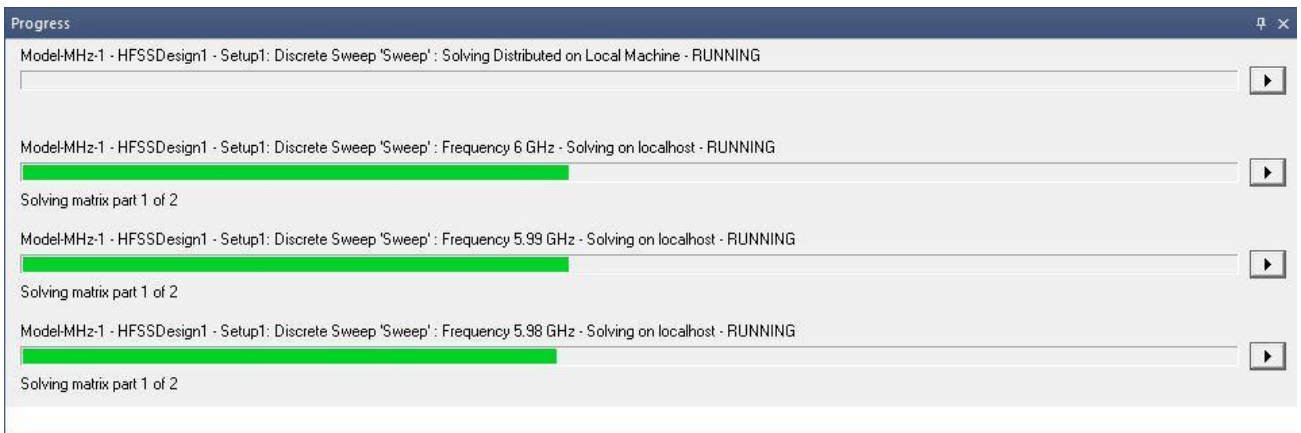 Progress
Model-MHz-1 - HFSSDesign1 - Setup1: Discrete Sweep 'Sweep' : Solving Distributed on Local Machine - RUNNING
Model-MHz-1 - HFSSDesign1 - Setup1: Discrete Sweep 'Sweep' : Frequency 6 GHz - Solving on localhost - RUNNING
Solving matrix part 1 of 2
Model-MHz-1 - HFSSDesign1 - Setup1: Discrete Sweep 'Sweep' : Frequency 5.99 GHz - Solving on localhost - RUNNING
Solving matrix part 1 of 2
Model-MHz-1 - HFSSDesign1 - Setup1: Discrete Sweep 'Sweep' : Frequency 5.98 GHz - Solving on localhost - RUNNING
Solving matrix part 1 of 2